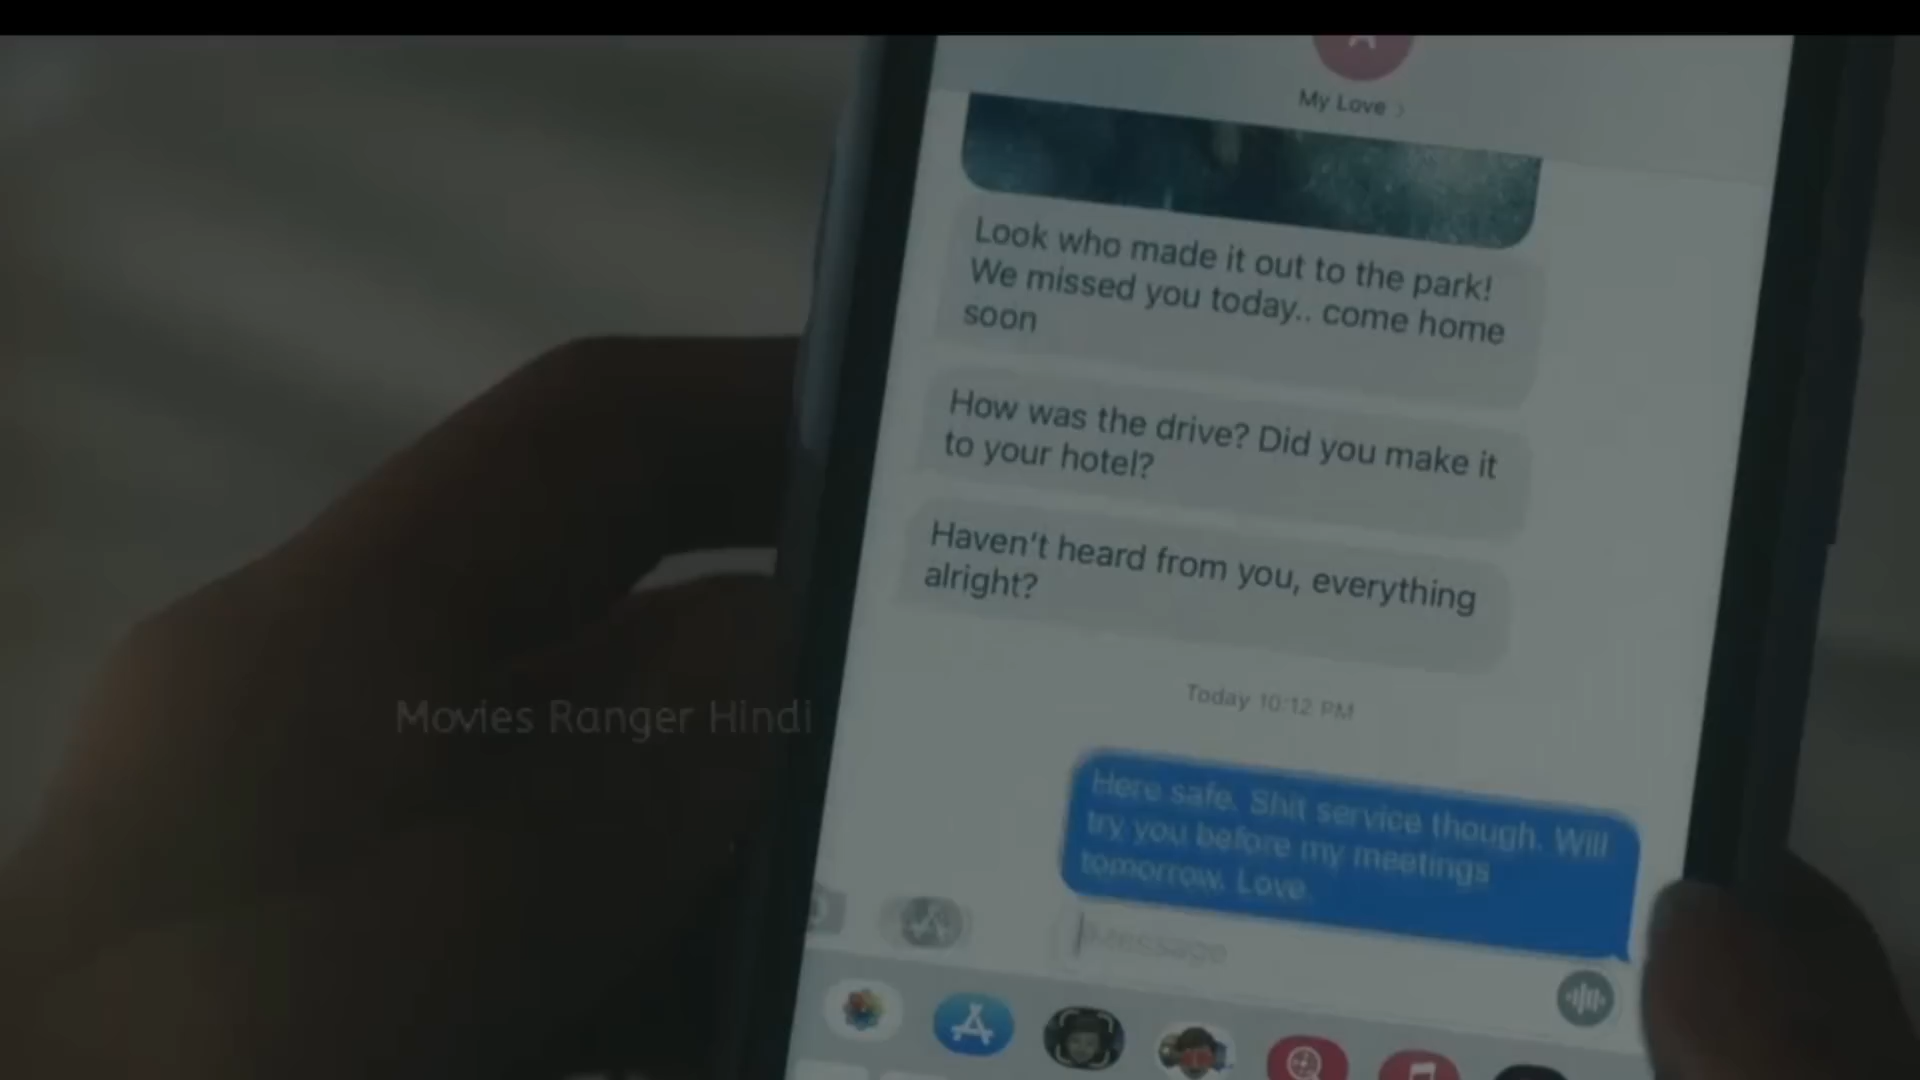 My Love >
Look who made it out to the park!
We missed you today.. come home
soon
How was the drive? Did you make it
to your hotel?
Haven't heard from you, everything
alright?
Today 10:12 PM
Movies Ranger Hindi
Here safe. Shit service though. Will
try you before my meetings
tomorrow. Love.
iMessage